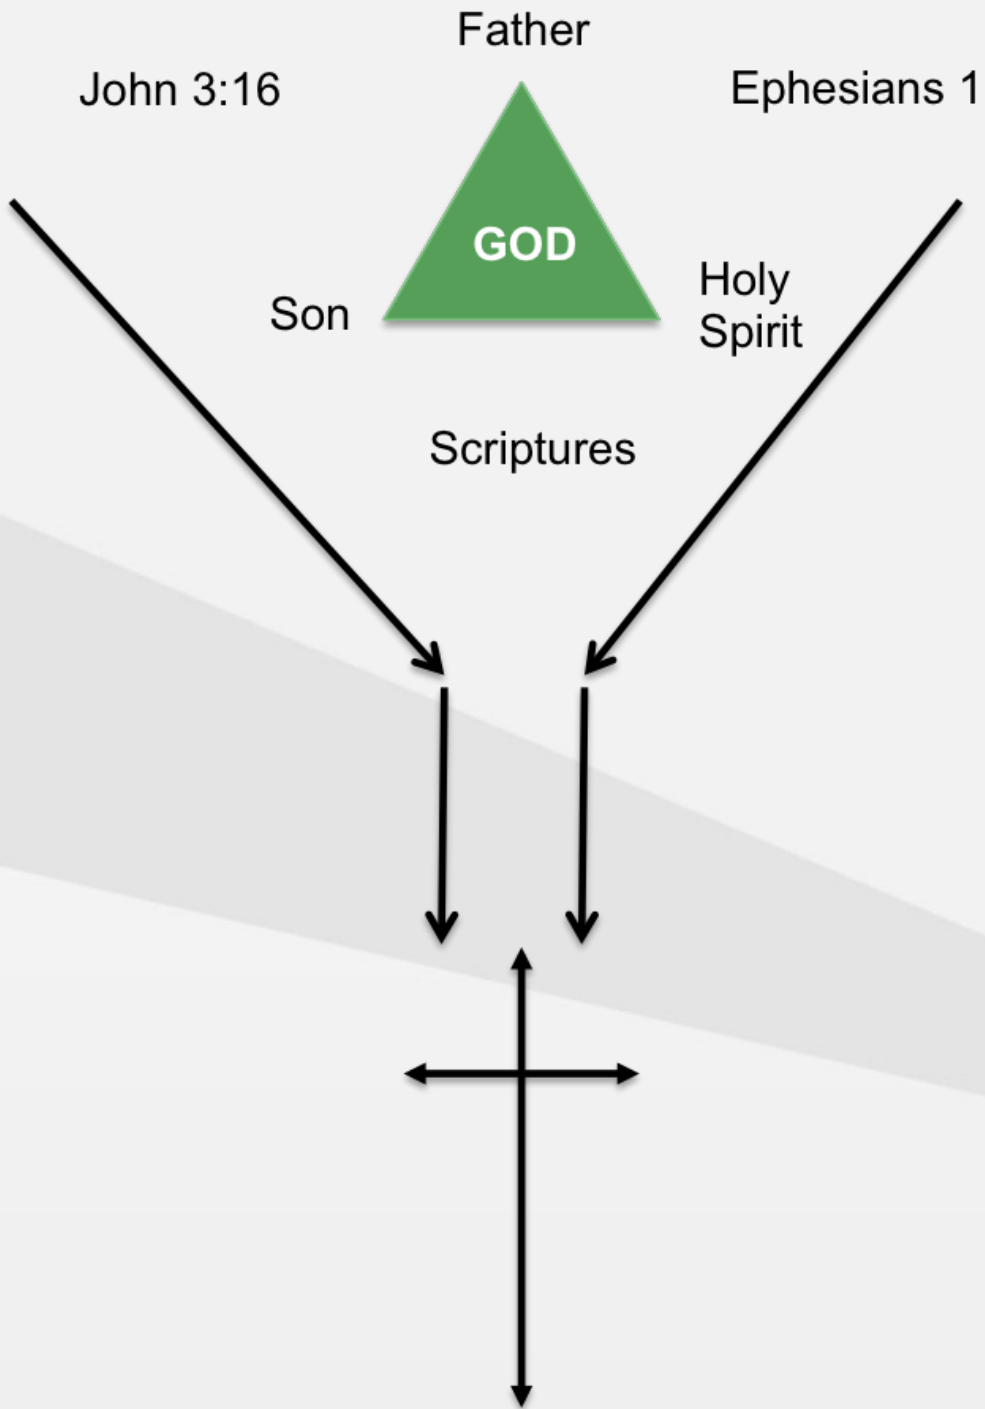 Father
John 3:16
Ephesians 1
GOD
Son
Holy
Spirit
Scriptures